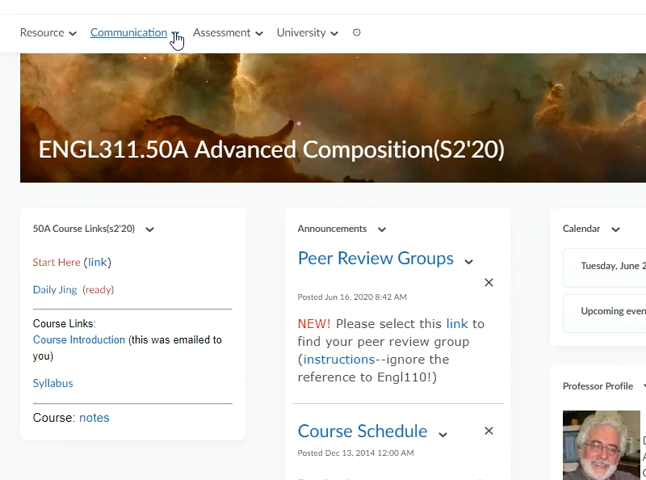 Resource
Communication
Assessment
University
ENGL311.50A Advanced Composition(S2'20)
50A Course Links(s2'20)
Start Here (link)
Daily Jing (ready)
Course Links:
Course Introduction (this was emailed to
you)
Syllabus
Course: notes
Announcements
Peer Review Groups
Posted Jun 16. 2020 8:42 AM
NEW! Please select this link to
find your peer review group
(instructions--ignore the
reference to Engl110!)
Course Schedule
Posted Dec 13, 2014 12:00 AM
Calendar
Tuesday, June 2
Upcoming even
Professor Profile